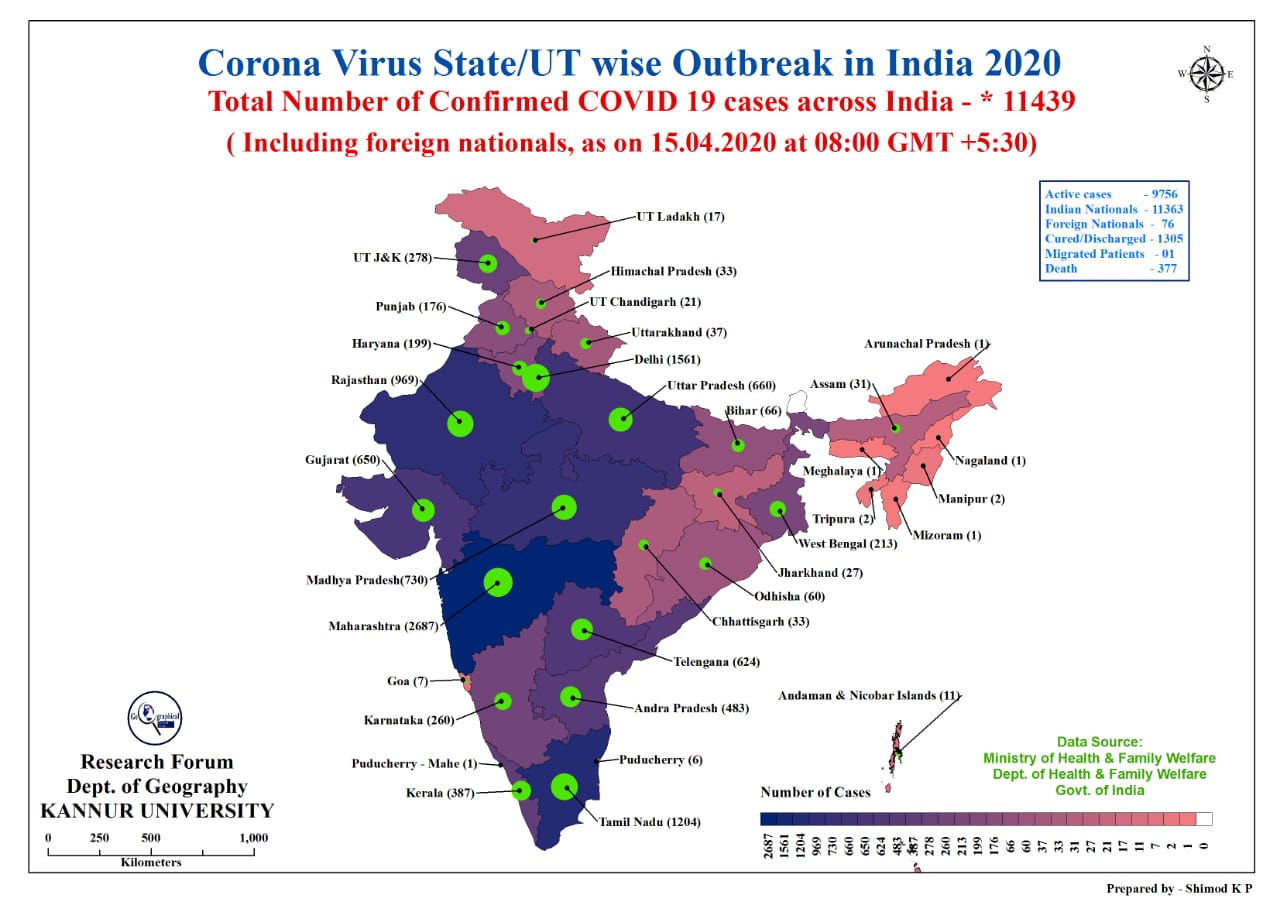 Corona Virus State/UT wise Outbreak in India 2020
Total Number of Confirmed COVID 19 cases across India - * 11439
( Including foreign nationals, as on 15.04.2020 at 08:00 GMT +5:30)
N
W E
S
Active cases - 9756
Indian Nationals - 11363
Foreign Nationals - 76
Cured/Discharged - 1305
Migrated Patients - 01
Death - 377
UT Ladakh (17)
UT J&K (278)
Himachal Pradesh (33)
UT Chandigarh (21)
Punjab (176)
Uttarakhand (37)
Haryana (199)
Delhi (1561)
Arunachal Pradesh (1)
Rajasthan (969)
Uttar Pradesh (660)
Assam (31)
Bihar (66)
Gujarat (650)
Nagaland (1)
Meghalaya (1)
Manipur (2)
Tripura (2)
Mizoram (1)
West Bengal (213)
Jharkhand (27)
Madhya Pradesh(730)
Odhisha (60)
Chhattisgarh (33)
Maharashtra (2687)
Telengana (624)
Goa (7)
Andaman & Nicobar Islands (11)
Andra Pradesh (483)
Karnataka (260)
Puducherry - Mahe (1)
Puducherry (6)
Kerala (387)
Tamil Nadu (1204)
Data Source:
Ministry of Health & Family Welfare
Dept. of Health & Family Welfare
Govt. of India
Research Forum
Dept. of Geography
KANNUR UNIVERSITY
0 250 500 1,000
Kilometers
Number of Cases
2687 1561 1204 969 730 660 650 624 483 387 278 260 213 199 176 66 60 37 33 31 27 21 17 11 7 2 1 0
Prepared by - Shimod K P